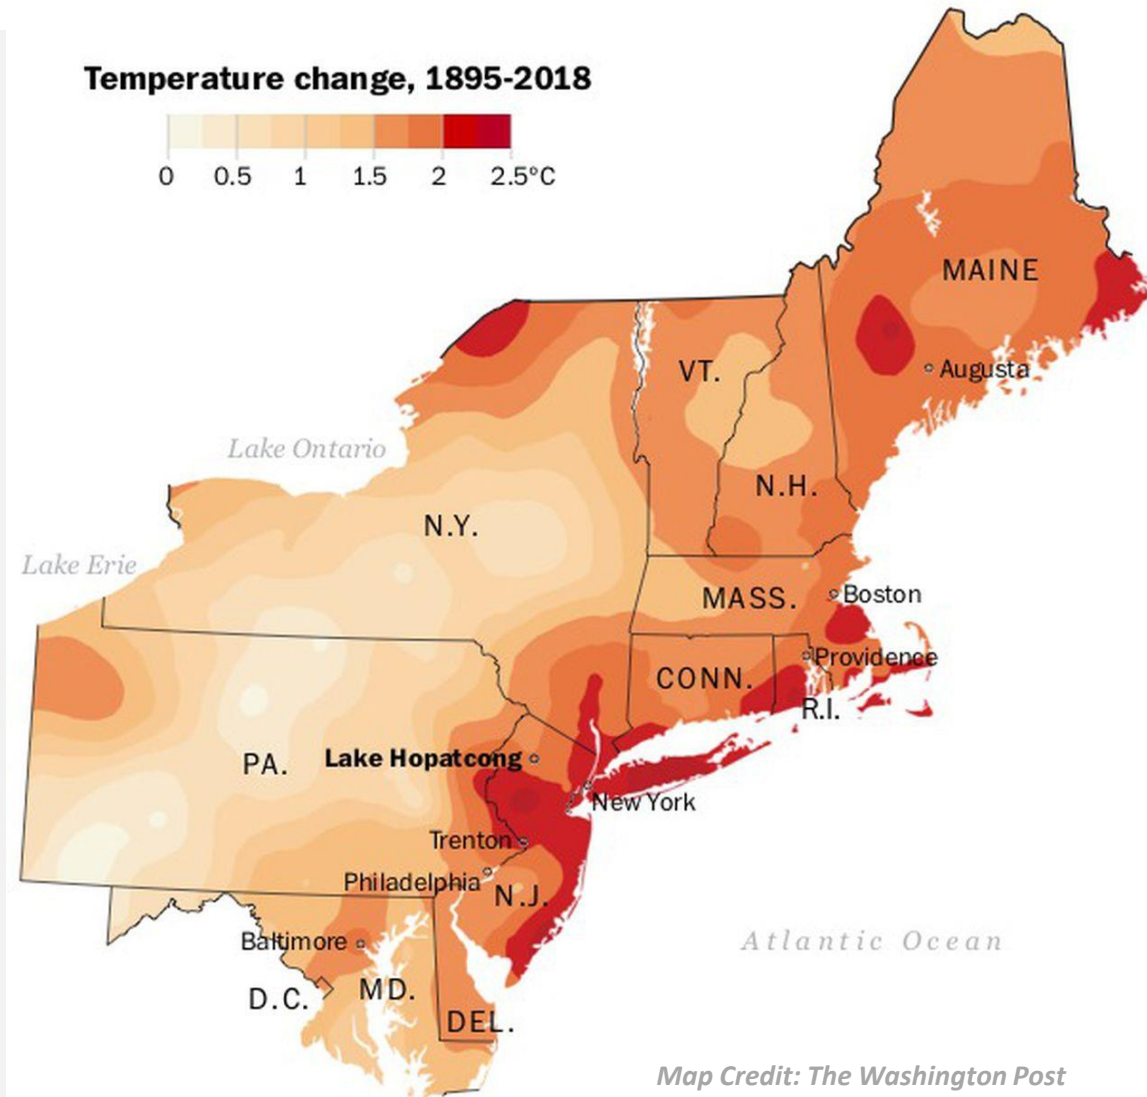 Temperature change, 1895-2018
0 0.5 1 1.5 2 2.5°C
MAINE
Augusta
VT.
Lake Ontario
N.H.
N.Y.
Lake Erie
MASS.
Boston
Providence
CONN.
R.I.
PA.
Lake Hopatcong
New York
Trenton
Philadelphia
N.J.
Baltimore
Atlantic Ocean
D.C.
MD.
DEL.
Map Credit: The Washington Post